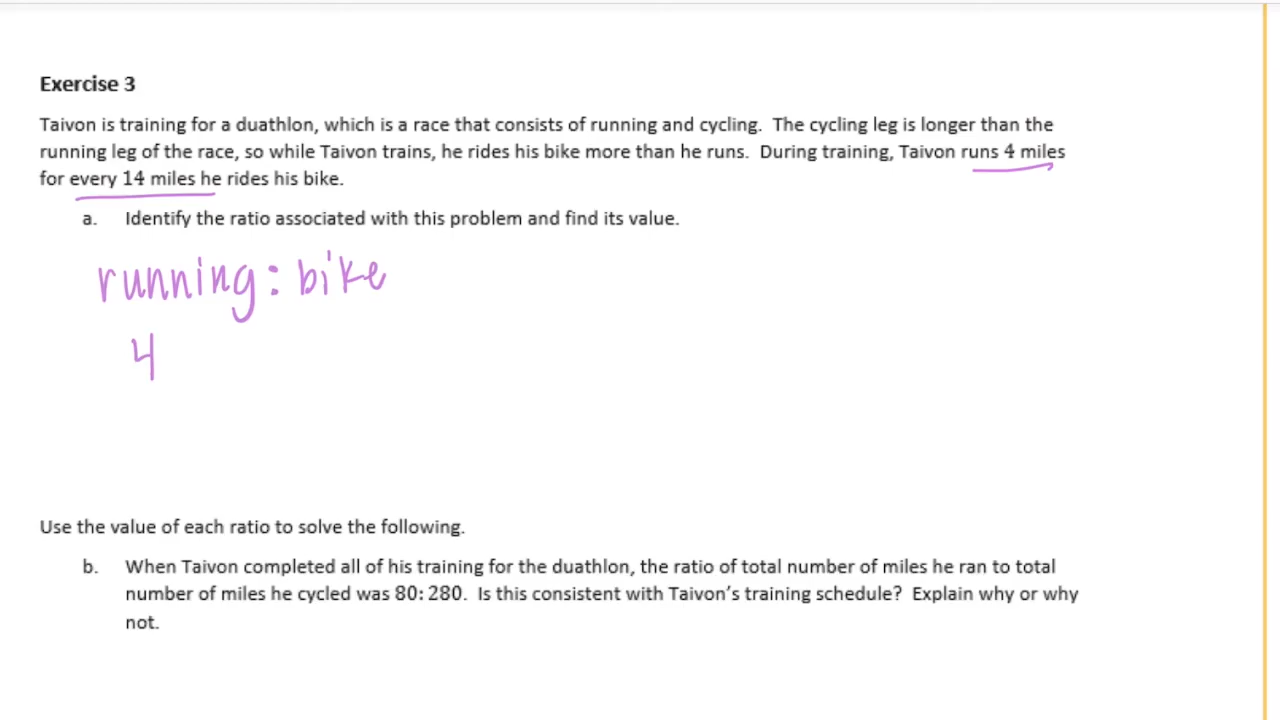 Exercise 3
Taivon is training for a duathlon, which is a race that consists of running and cycling. The cycling leg is longer than the
running leg of the race, so while Taivon trains, he rides his bike more than he runs. During training, Taivon runs 4 miles
for every 14 miles he rides his bike.
a. Identify the ratio associated with this problem and find its value.
running: bike
4
Use the value of each ratio to solve the following.
b. When Taivon completed all of his training for the duathlon, the ratio of total number of miles he ran to total
number of miles he cycled was 80: 280. Is this consistent with Taivon's training schedule? Explain why or why
not.